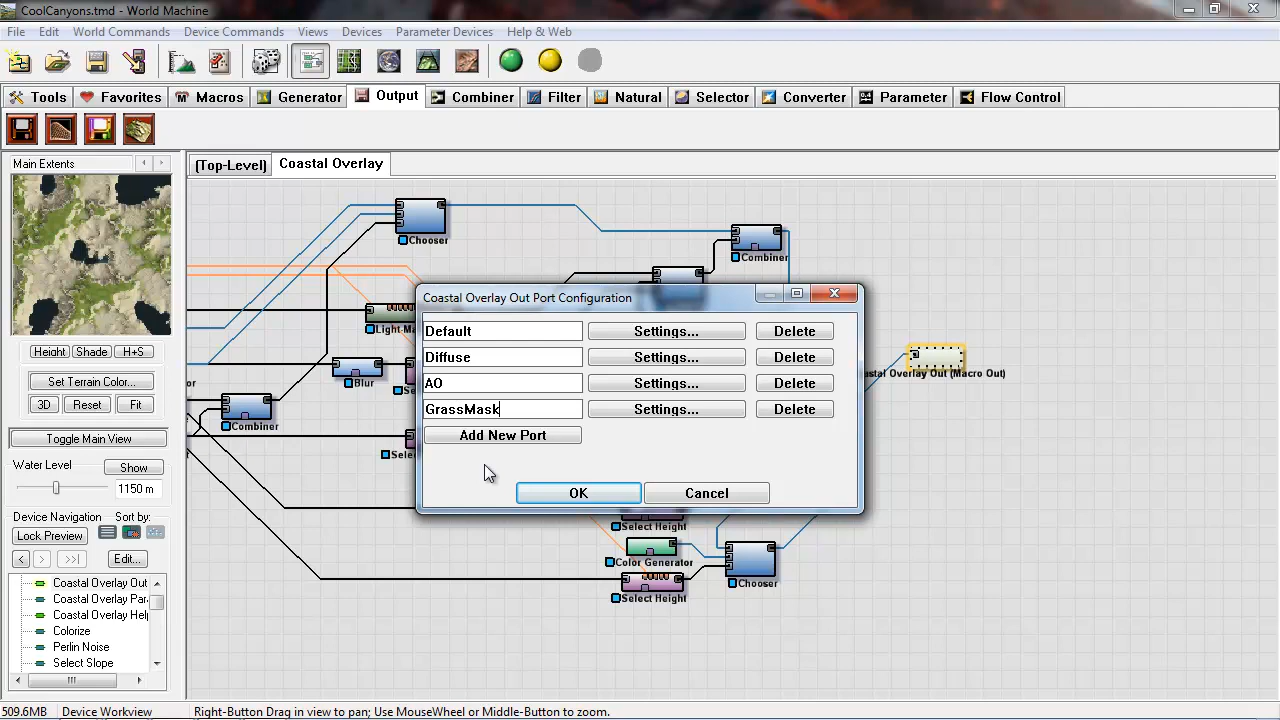 CoolCanyons.tmd - World Machine
File Edit World Commands Device Commands Views Devices Parameter Devices Help & Web
Tools Favorites Macros Generator Output Combiner Filter Natural Selector Converter Parameter Flow Control
Main Extents
[Top-Level] Coastal Overlay
Chooser
Combiner
Coastal Overlay Out Port Configuration
Default Settings... Delete
Diffuse Settings... Delete
AO Settings... Delete
GrassMask Settings... Delete
Add New Port
OK Cancel
Blur
Combiner
Overlay Out (Macro Out)
Select Height
Color Generator
Chooser
Select Height
Height Shade H+S
Set Terrain Color...
3D Reset Fit
Toggle Main View
Water Level Show
1150 m
Device Navigation Sort by:
Lock Preview
< > >>| Edit...
Coastal Overlay Out
Coastal Overlay Par
Coastal Overlay Help
Colorize
Perlin Noise
Select Slope
509.6MB Device Workview Right-Button Drag in view to pan; Use MouseWheel or Middle-Button to zoom.